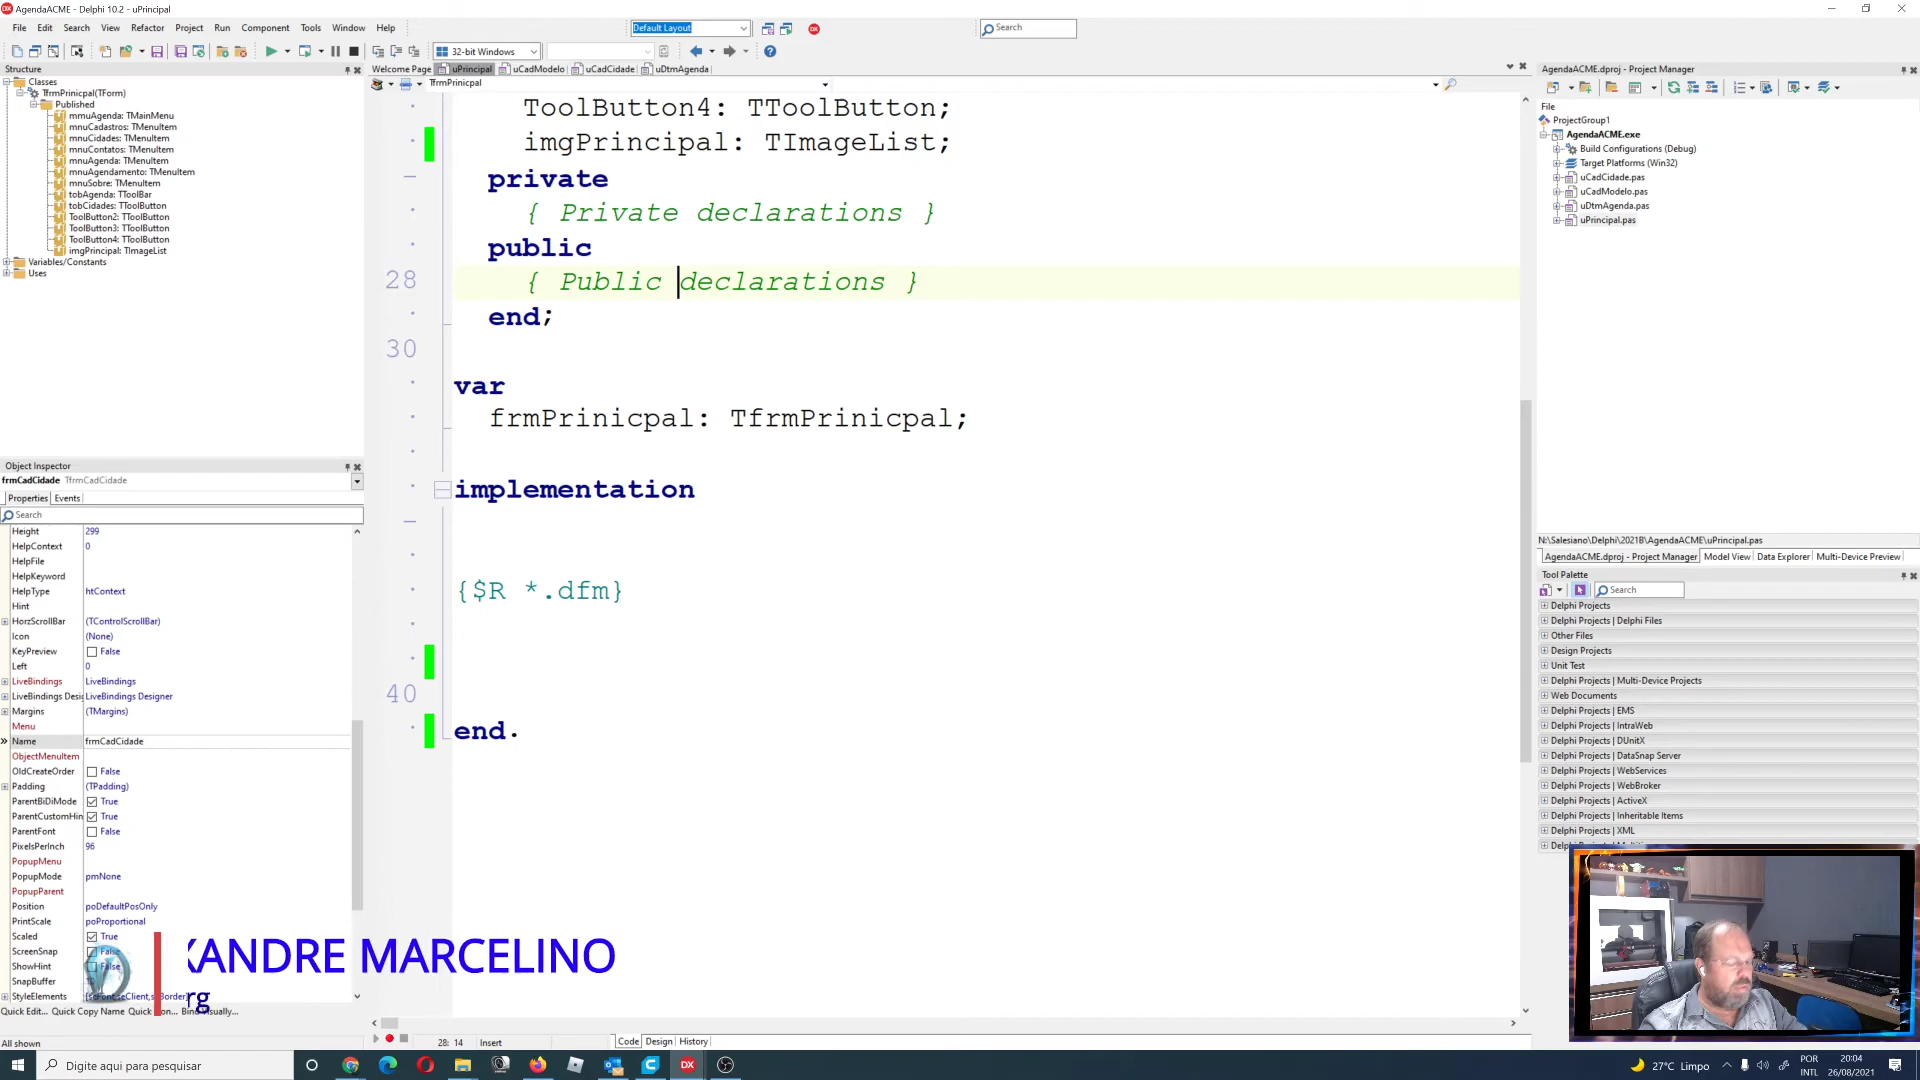 AgendaACME - Delphi 10.2 - uPrincipal
File Edit Search View Refactor Project Run Component Tools Window Help
Default Layout
Search
32-bit Windows
Structure
Classes
TfrmPrinicpal(TForm)
Published
mmuAgenda: TMainMenu
mnuCadastros: TMenuItem
mnuCidades: TMenuItem
mnuContatos: TMenuItem
mnuAgenda: TMenuItem
mnuAgendamento: TMenuItem
mnuSobre: TMenuItem
tobAgenda: TToolBar
tobCidades: TToolButton
ToolButton2: TToolButton
ToolButton3: TToolButton
ToolButton4: TToolButton
imgPrincipal: TImageList
Variables/Constants
Uses
Object Inspector
frmCadCidade TfrmCadCidade
Properties Events
Search
Height 299
HelpContext 0
HelpFile
HelpKeyword
HelpType htContext
Hint
HorzScrollBar (TControlScrollBar)
Icon (None)
KeyPreview False
Left 0
LiveBindings LiveBindings
LiveBindings Desig LiveBindings Designer
Margins (TMargins)
Menu
Name frmCadCidade
ObjectMenuItem
OldCreateOrder False
Padding (TPadding)
ParentBiDiMode True
ParentCustomHin True
ParentFont False
PixelsPerInch 96
PopupMenu
PopupMode pmNone
PopupParent
Position poDefaultPosOnly
PrintScale poProportional
Scaled True
ScreenSnap False
ShowHint False
SnapBuffer
StyleElements
Quick Edit... Quick Copy Name
All shown
Welcome Page uPrincipal uCadModelo uCadCidade uDtmAgenda
TfrmPrinicpal
ToolButton4: TToolButton;
imgPrincipal: TImageList;
private
{ Private declarations }
public
28 { Public declarations }
end;
30
var
frmPrinicpal: TfrmPrinicpal;
implementation
{$R *.dfm}
40
end.
28: 14 Insert Code Design History
XANDRE MARCELINO
rg
AgendaACME.dproj - Project Manager
File
ProjectGroup1
AgendaACME.exe
Build Configurations (Debug)
Target Platforms (Win32)
uCadCidade.pas
uCadModelo.pas
uDtmAgenda.pas
uPrincipal.pas
N:\Salesiano\Delphi\2021B\AgendaACME\uPrincipal.pas
AgendaACME.dproj - Project Manager Model View Data Explorer Multi-Device Preview
Tool Palette
Search
Delphi Projects
Delphi Projects | Delphi Files
Other Files
Design Projects
Unit Test
Delphi Projects | Multi-Device Projects
Web Documents
Delphi Projects | EMS
Delphi Projects | IntraWeb
Delphi Projects | DUnitX
Delphi Projects | DataSnap Server
Delphi Projects | WebServices
Delphi Projects | WebBroker
Delphi Projects | ActiveX
Delphi Projects | Inheritable Items
Delphi Projects | XML
Digite aqui para pesquisar
27°C Limpo
POR
INTL
20:04
26/08/2021